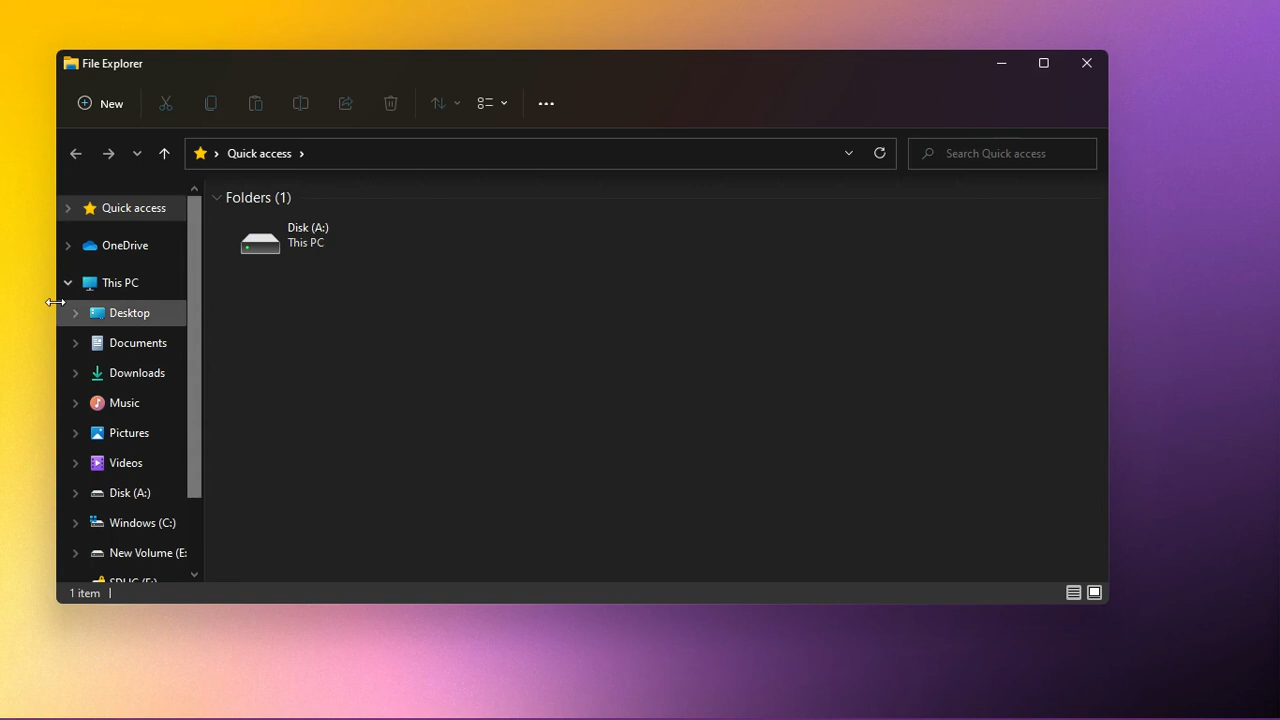 File Explorer
New
Quick access
Search Quick access
Quick access
OneDrive
This PC
Desktop
Documents
Downloads
Music
Pictures
Videos
Disk (A:)
Windows (C:)
New Volume (E:
Folders (1)
Disk (A:)
This PC
1 item